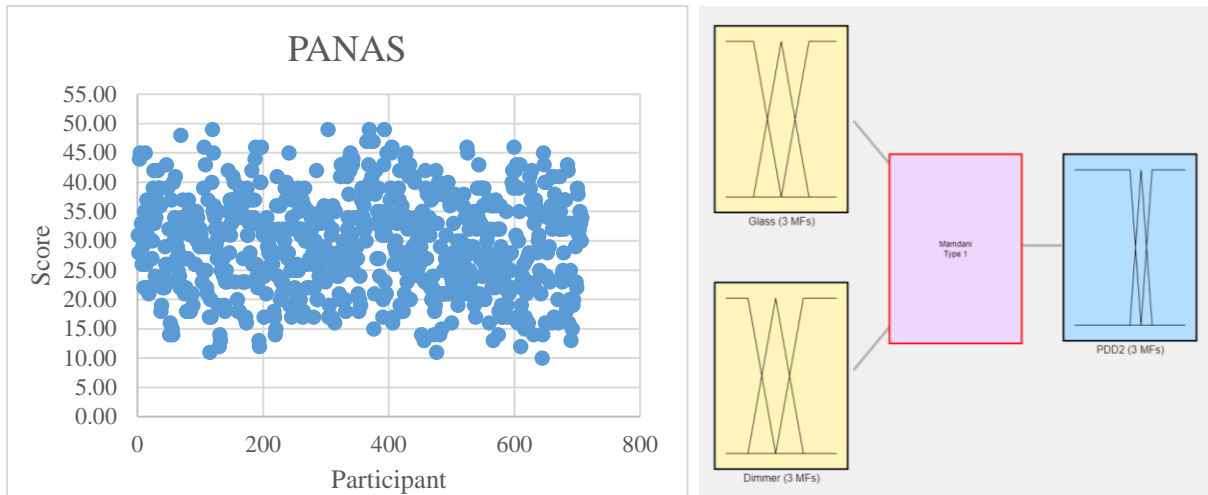 PANAS
55.00
50.00
45.00
40.00
35.00
30.00
25.00
20.00
15.00
10.00
5.00
0.00
Score
0 200 400 600 800
Participant
Glass (3 MFs)
Mamdani
Type 1
PDD2 (3 MFs)
Dimmer (3 MFs)